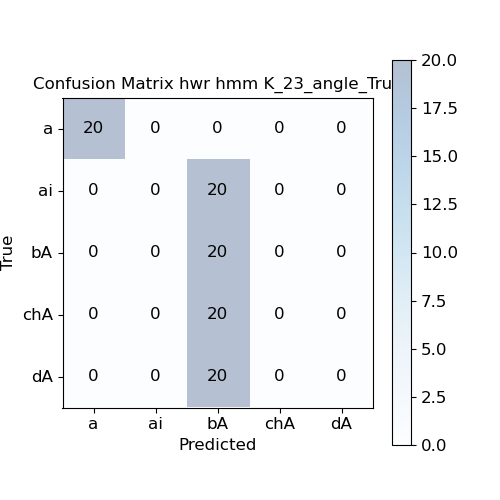 Confusion Matrix hwr hmm K_23_angle_Tru
20.0
17.5
15.0
12.5
10.0
7.5
5.0
2.5
0.0
True
a 20 0 0 0 0
ai 0 0 20 0 0
bA 0 0 20 0 0
chA 0 0 20 0 0
dA 0 0 20 0 0
a ai bA chA dA
Predicted